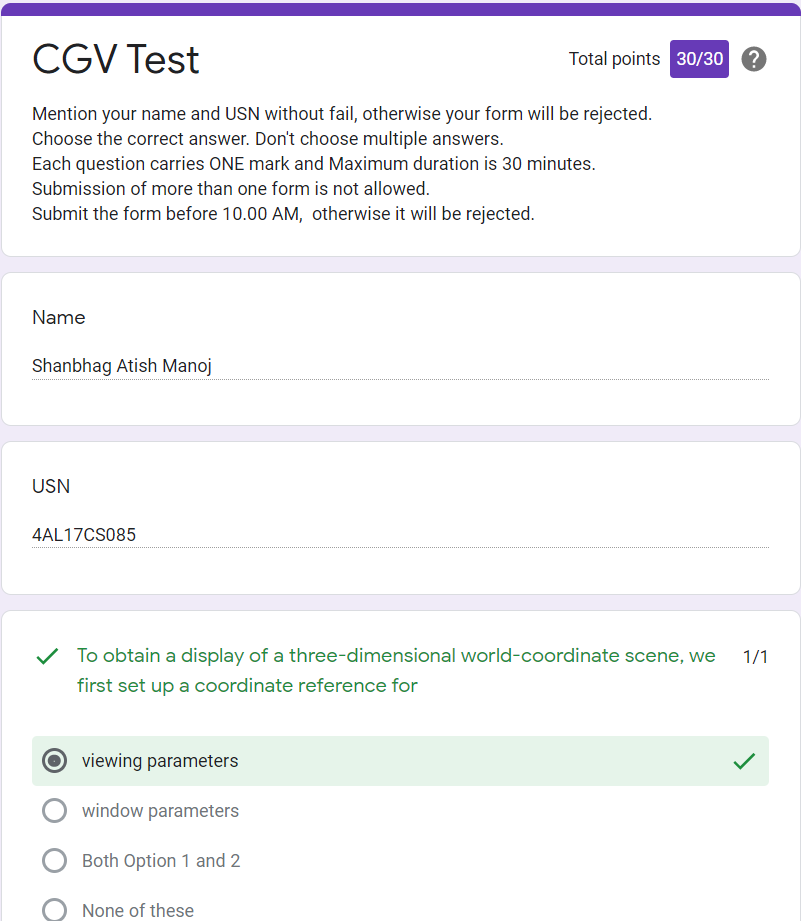 CGV Test
Total points 30/30 ?
Mention your name and USN without fail, otherwise your form will be rejected.
Choose the correct answer. Don't choose multiple answers.
Each question carries ONE mark and Maximum duration is 30 minutes.
Submission of more than one form is not allowed.
Submit the form before 10.00 AM,  otherwise it will be rejected.
Name
Shanbhag Atish Manoj
USN
4AL17CS085
To obtain a display of a three-dimensional world-coordinate scene, we 1/1
first set up a coordinate reference for
viewing parameters
window parameters
Both Option 1 and 2
None of these